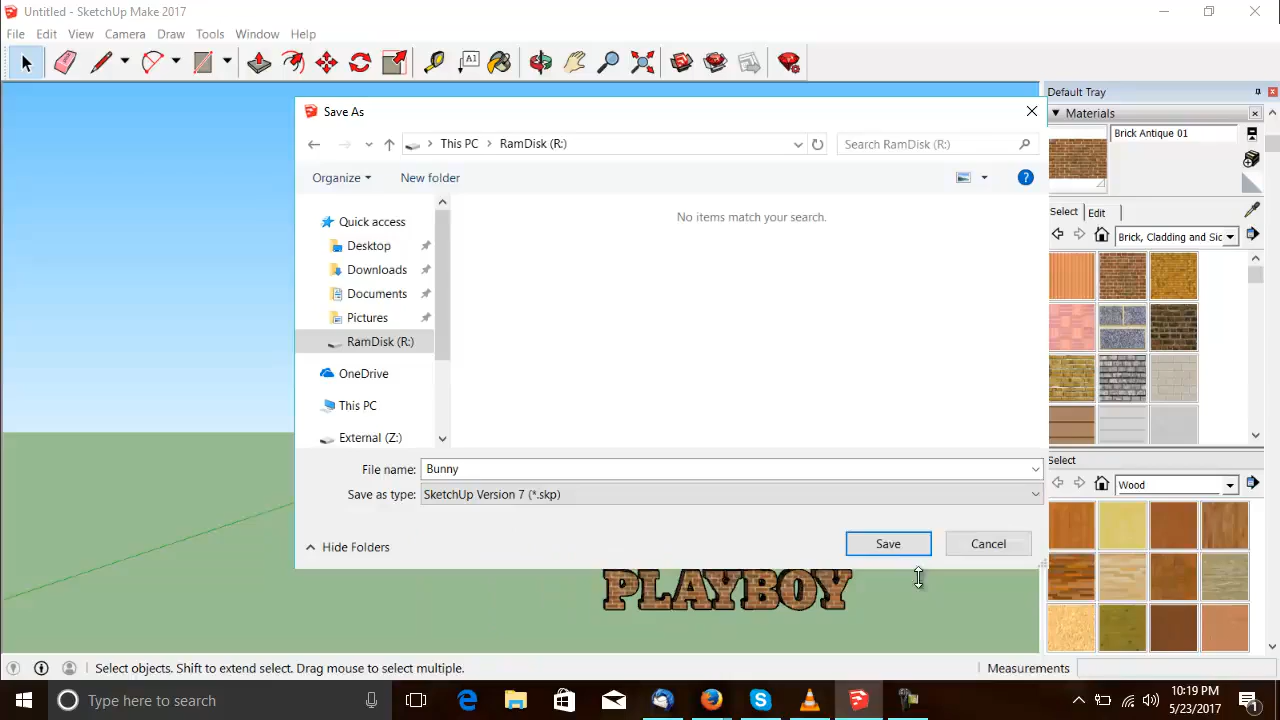 Untitled - SketchUp Make 2017
File Edit View Camera Draw Tools Window Help
A1
Default Tray
Materials
Brick Antique 01
Select Edit
Brick, Cladding and Sid
Save As
This PC RamDisk (R:)
Search RamDisk (R:)
Organize New folder
?
No items match your search.
Quick access
Desktop
Downloads
Documents
Pictures
RamDisk (R:)
OneDrive
This PC
External (Z:)
File name: Bunny
Save as type: SketchUp Version 7 (*.skp)
Hide Folders
Save Cancel
Select
Wood
PLAYBOY
Select objects. Shift to extend select. Drag mouse to select multiple.
Measurements
Type here to search
10:19 PM
5/23/2017
1